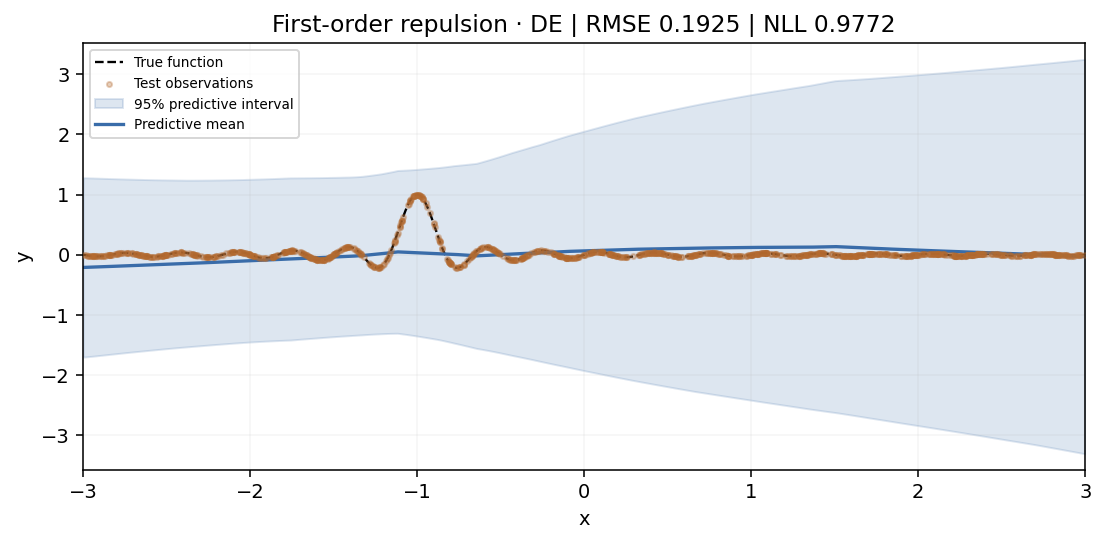 First-order repulsion · DE | RMSE 0.1925 | NLL 0.9772
True function
Test observations
95% predictive interval
Predictive mean
3
2
1
0
−1
−2
−3
y
−3
−2
−1
0
1
2
3
x